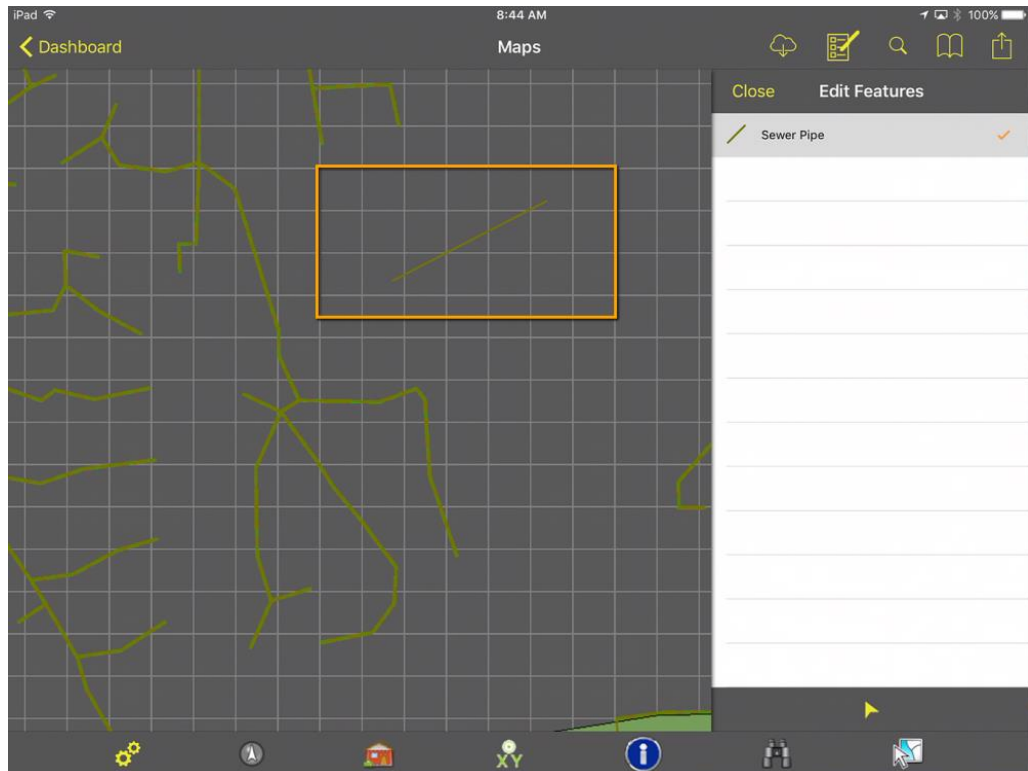 iPad 8:44 AM 100%
Dashboard Maps
Close Edit Features
Sewer Pipe
XY
i